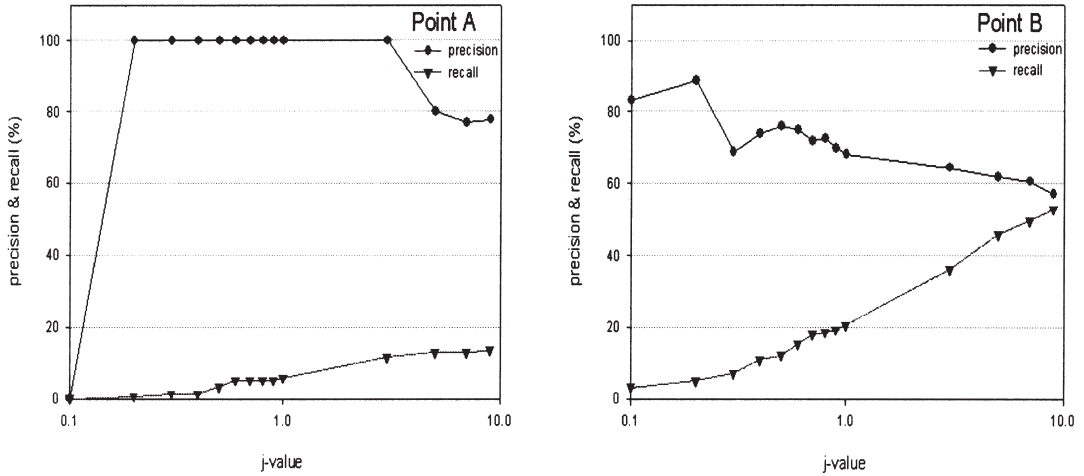 Point A
precision
recall
100
80
60
40
20
0
precision & recall (%)
0.1
1.0
10.0
j-value
Point B
precision
recall
100
80
60
40
20
0
precision & recall (%)
0.1
1.0
10.0
j-value